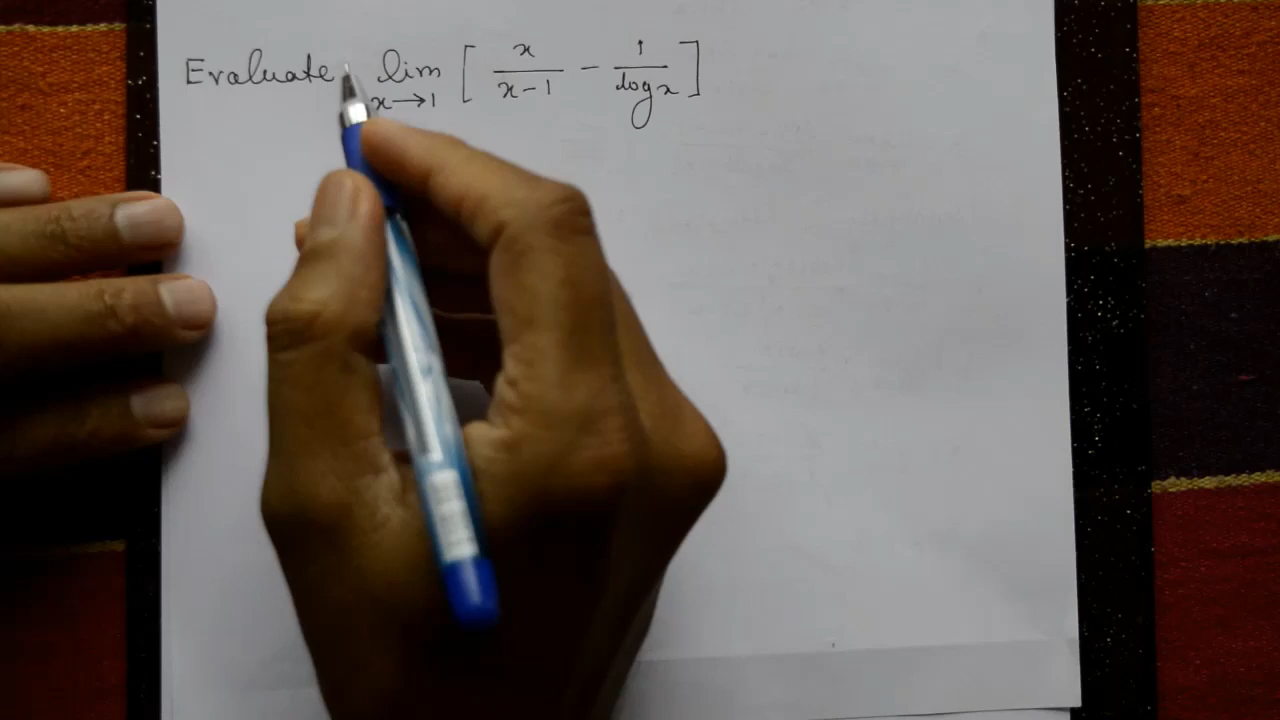 Evaluate lim x→1 [ x/(x-1) - 1/log x ]